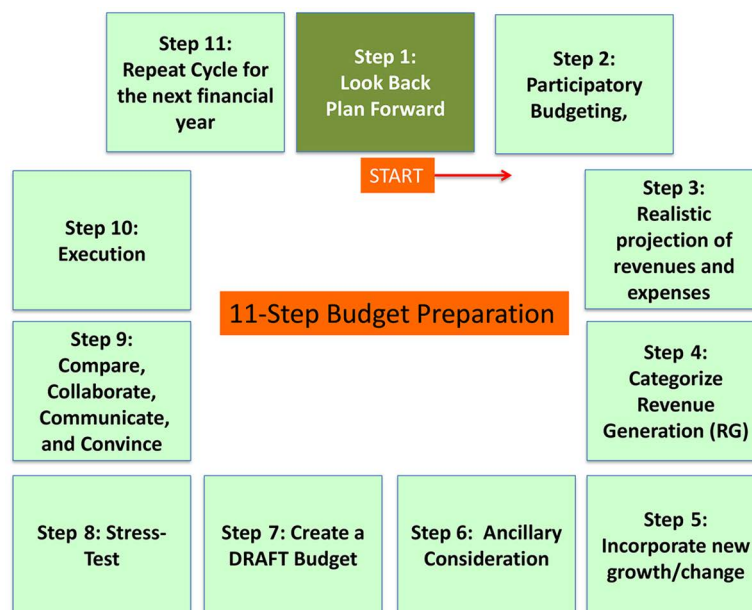 Step 11:
Repeat Cycle for
the next financial
year
Step 1:
Look Back
Plan Forward
Step 2:
Participatory
Budgeting,
START
Step 3:
Realistic
projection of
revenues and
expenses
Step 10:
Execution
11-Step Budget Preparation
Step 9:
Compare,
Collaborate,
Communicate,
and Convince
Step 4:
Categorize
Revenue
Generation (RG)
Step 8: Stress-
Test
Step 7: Create a
DRAFT Budget
Step 6: Ancillary
Consideration
Step 5:
Incorporate new
growth/change